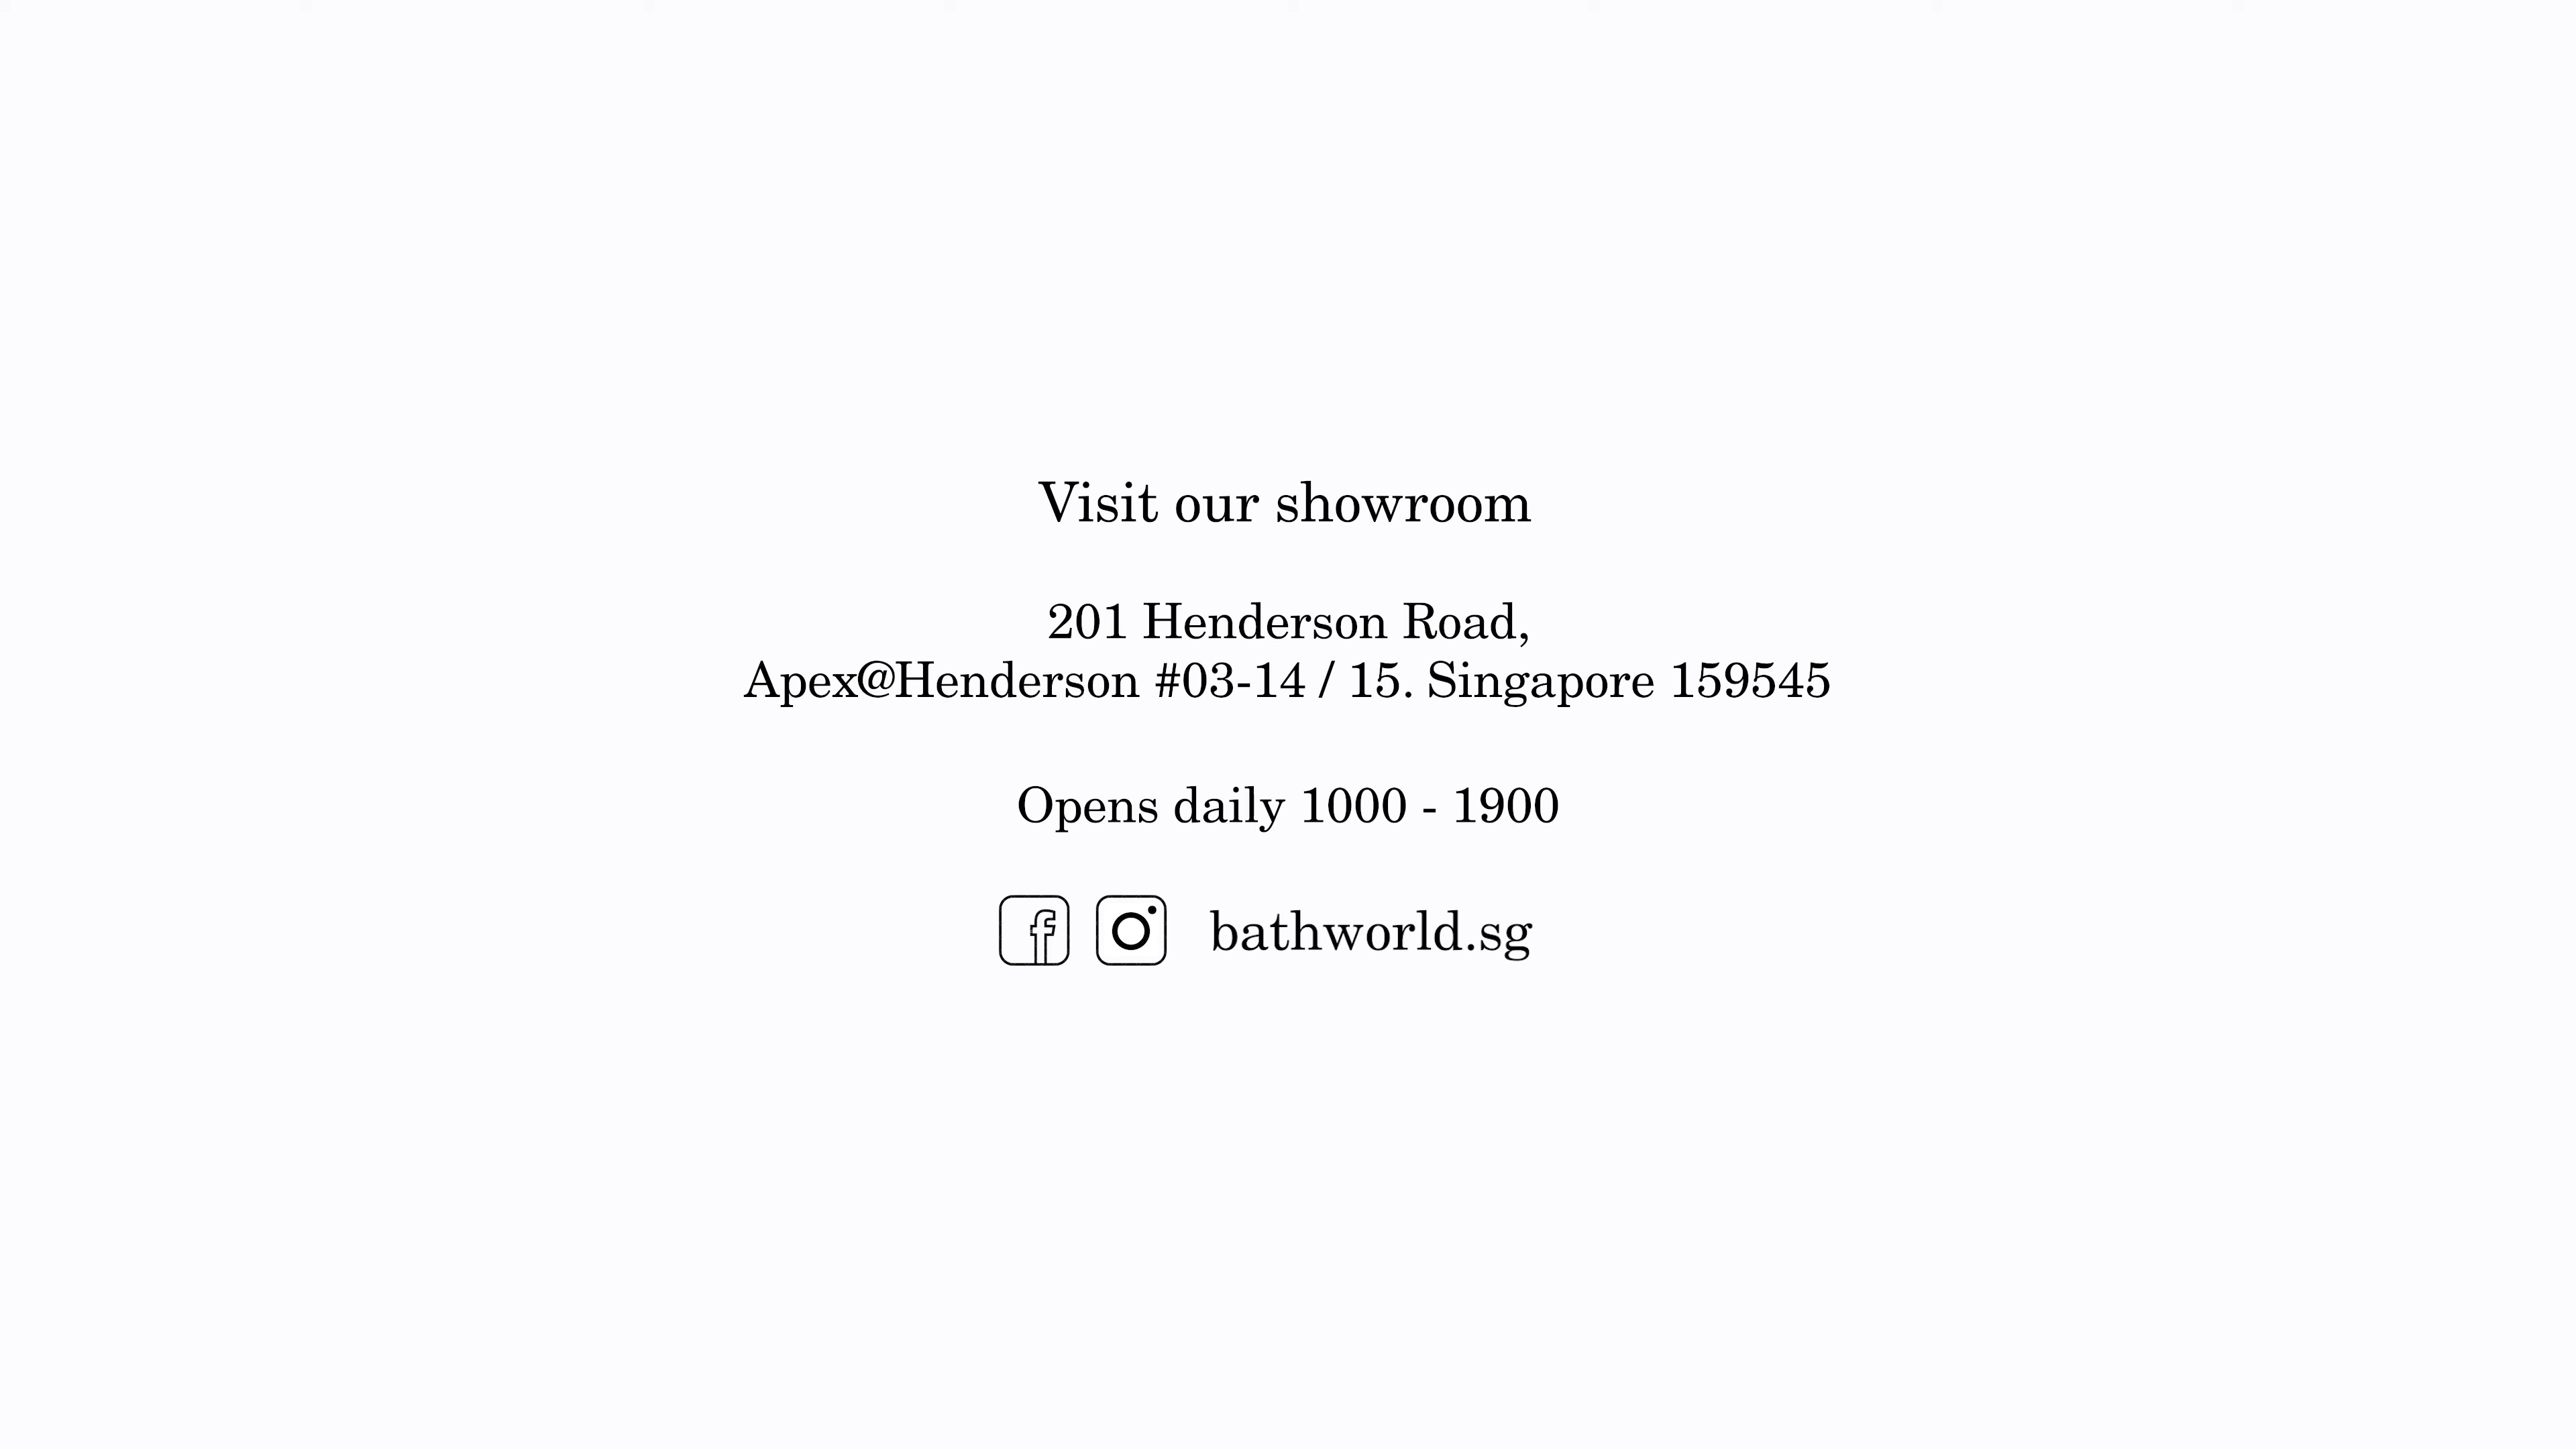 Visit our showroom
201 Henderson Road,
Apex@Henderson #03-14 / 15. Singapore 159545
Opens daily 1000 - 1900
bathworld.sg